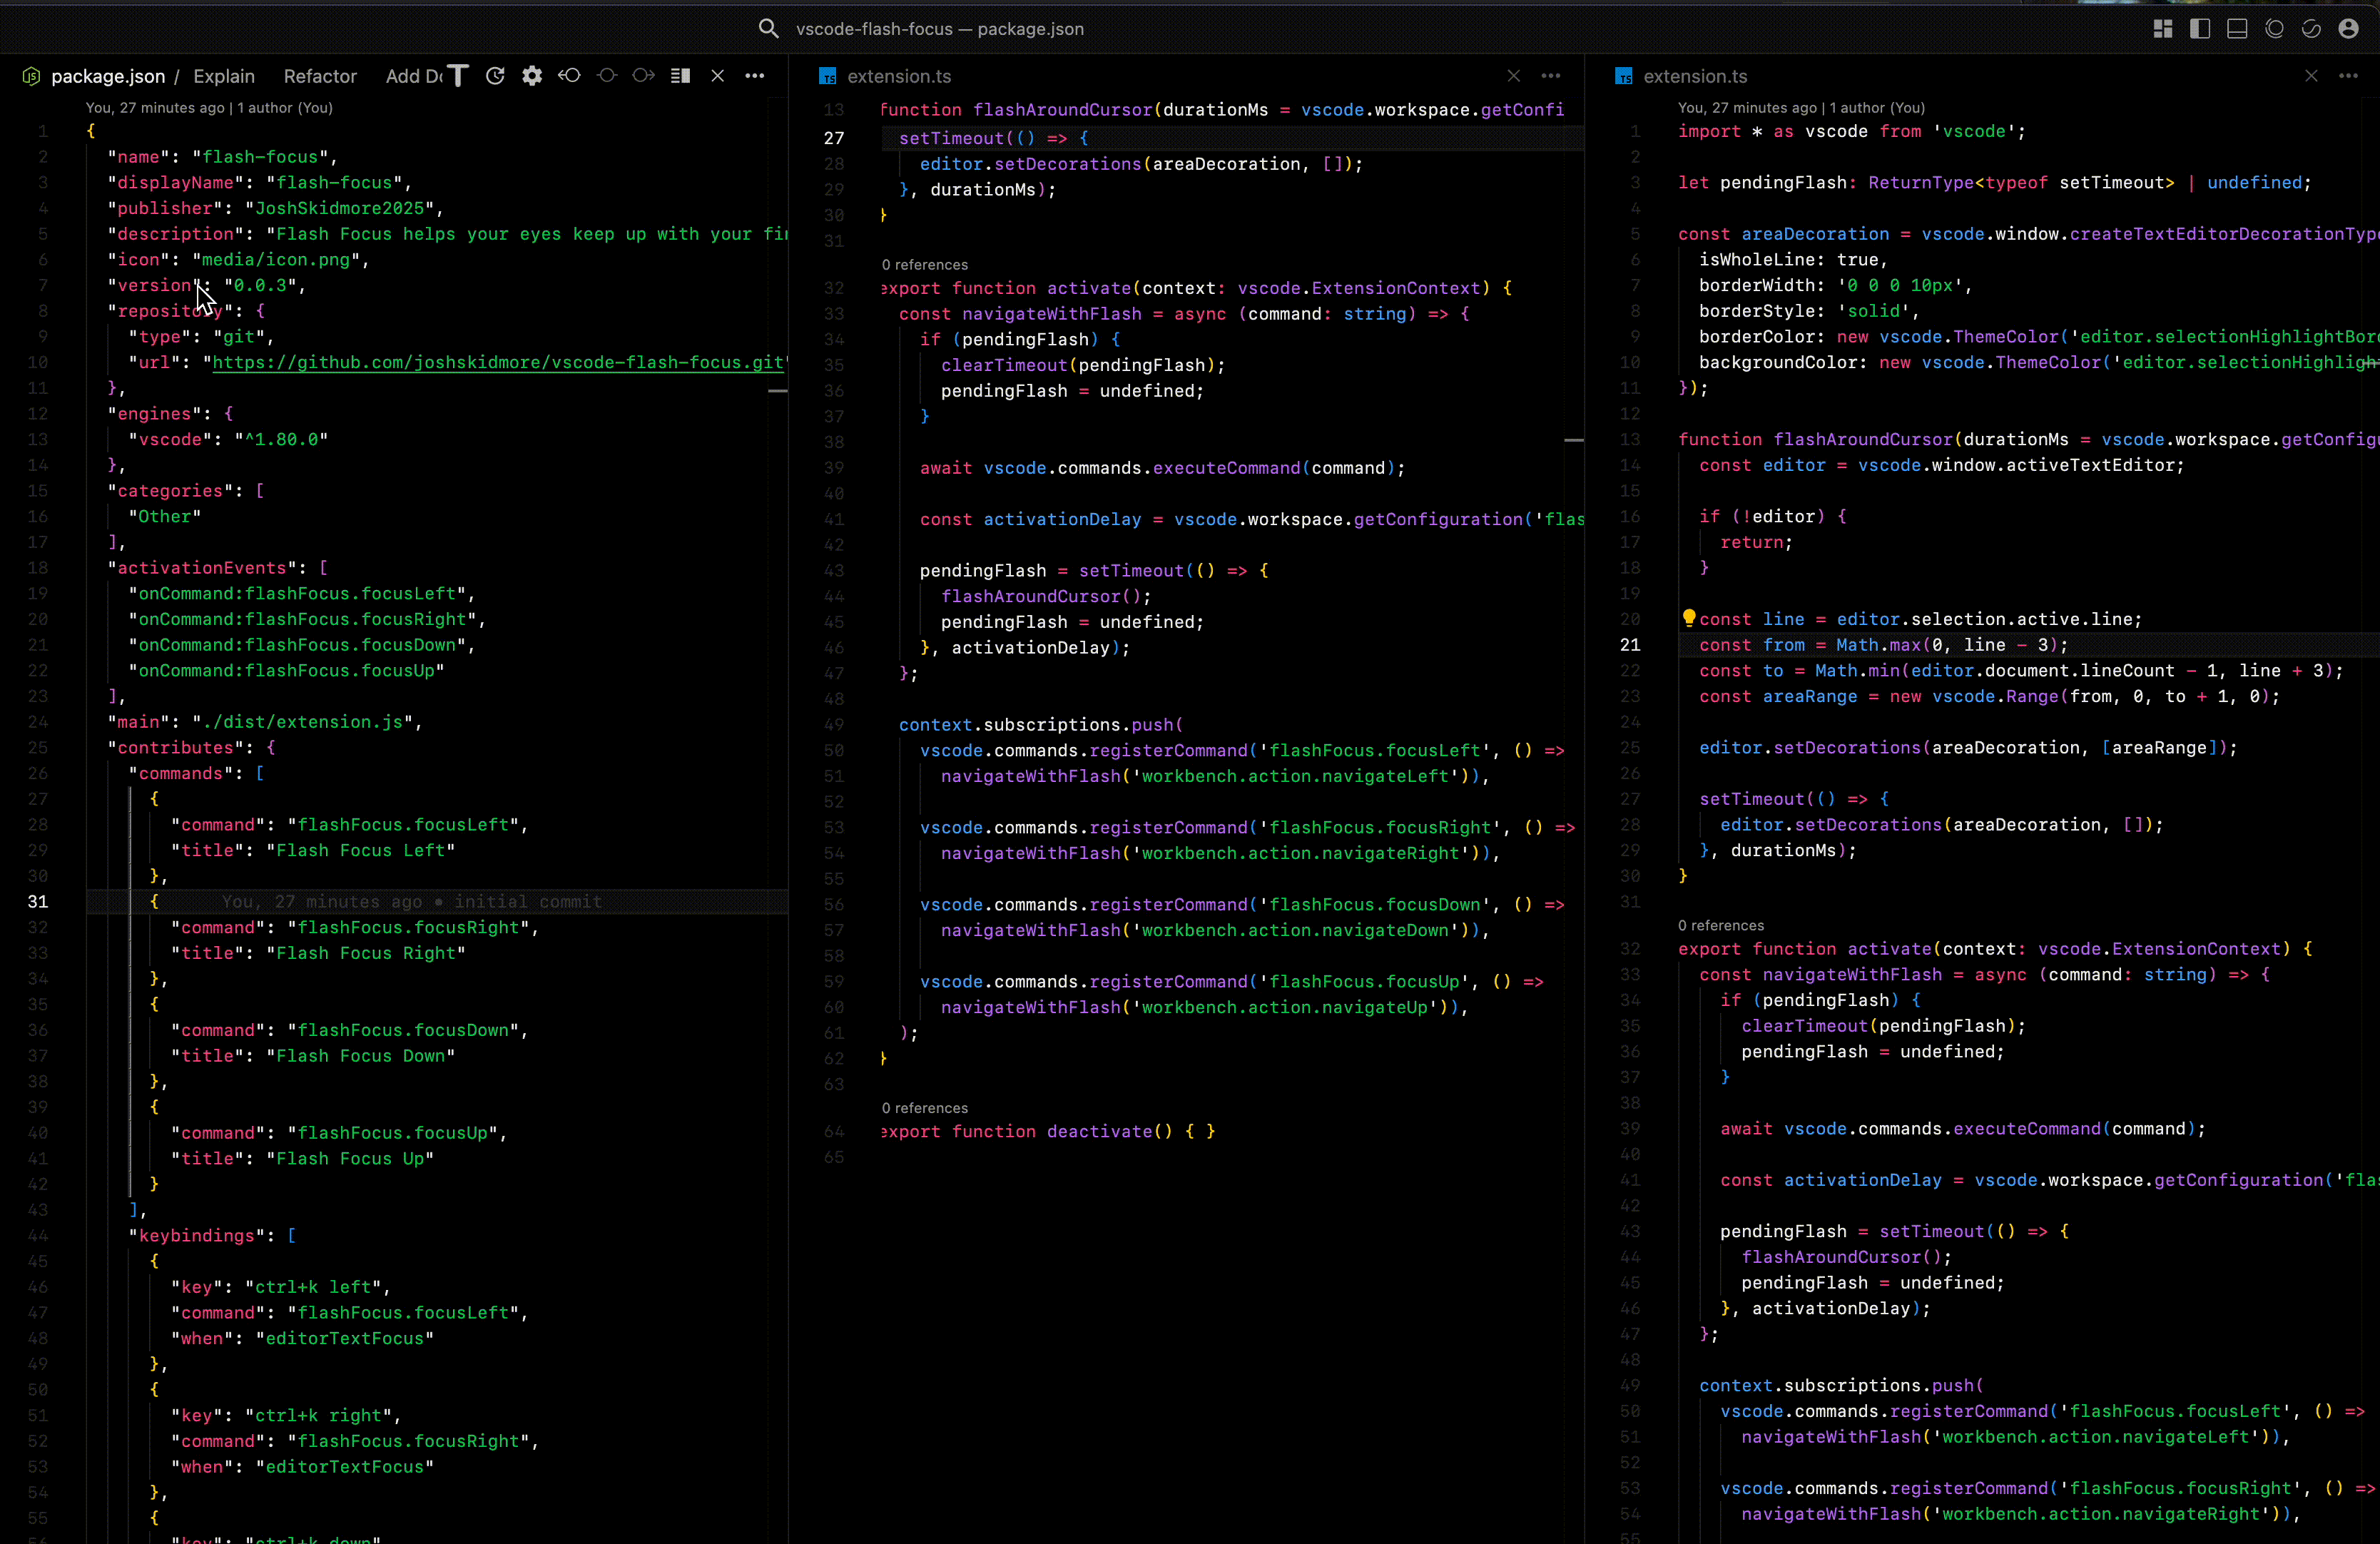 vscode-flash-focus — package.json
package.json / Explain Refactor Add
You, 27 minutes ago | 1 author (You)
1 {
2 "name": "flash-focus",
3 "displayName": "flash-focus",
4 "publisher": "JoshSkidmore2025",
5 "description": "Flash Focus helps your eyes keep up with your
6 "icon": "media/icon.png",
7 "version": "0.0.3",
8 "repository": {
9 "type": "git",
10 "url": "https://github.com/joshskidmore/vscode-flash-focus.git"
11 },
12 "engines": {
13 "vscode": "^1.80.0"
14 },
15 "categories": [
16 "Other"
17 ],
18 "activationEvents": [
19 "onCommand:flashFocus.focusLeft",
20 "onCommand:flashFocus.focusRight",
21 "onCommand:flashFocus.focusDown",
22 "onCommand:flashFocus.focusUp"
23 ],
24 "main": "./dist/extension.js",
25 "contributes": {
26 "commands": [
27 {
28 "command": "flashFocus.focusLeft",
29 "title": "Flash Focus Left"
30 },
31 { You, 27 minutes ago • initial commit
32 "command": "flashFocus.focusRight",
33 "title": "Flash Focus Right"
34 },
35 {
36 "command": "flashFocus.focusDown",
37 "title": "Flash Focus Down"
38 },
39 {
40 "command": "flashFocus.focusUp",
41 "title": "Flash Focus Up"
42 }
43 ],
44 "keybindings": [
45 {
46 "key": "ctrl+k left",
47 "command": "flashFocus.focusLeft",
48 "when": "editorTextFocus"
49 },
50 {
51 "key": "ctrl+k right",
52 "command": "flashFocus.focusRight",
53 "when": "editorTextFocus"
54 },
55 {
56 "key": "ctrl+k down",
TS extension.ts
13 function flashAroundCursor(durationMs = vscode.workspace.getConfi
27 setTimeout(() => {
28 editor.setDecorations(areaDecoration, []);
29 }, durationMs);
30 }
31
0 references
32 export function activate(context: vscode.ExtensionContext) {
33 const navigateWithFlash = async (command: string) => {
34 if (pendingFlash) {
35 clearTimeout(pendingFlash);
36 pendingFlash = undefined;
37 }
38
39 await vscode.commands.executeCommand(command);
40
41 const activationDelay = vscode.workspace.getConfiguration('flas
42
43 pendingFlash = setTimeout(() => {
44 flashAroundCursor();
45 pendingFlash = undefined;
46 }, activationDelay);
47 };
48
49 context.subscriptions.push(
50 vscode.commands.registerCommand('flashFocus.focusLeft', () =>
51 navigateWithFlash('workbench.action.navigateLeft')),
52
53 vscode.commands.registerCommand('flashFocus.focusRight', () =>
54 navigateWithFlash('workbench.action.navigateRight')),
55
56 vscode.commands.registerCommand('flashFocus.focusDown', () =>
57 navigateWithFlash('workbench.action.navigateDown')),
58
59 vscode.commands.registerCommand('flashFocus.focusUp', () =>
60 navigateWithFlash('workbench.action.navigateUp')),
61 );
62 }
63
0 references
64 export function deactivate() { }
65
TS extension.ts
You, 27 minutes ago | 1 author (You)
1 import * as vscode from 'vscode';
2
3 let pendingFlash: ReturnType<typeof setTimeout> | undefined;
4
5 const areaDecoration = vscode.window.createTextEditorDecorationType
6 isWholeLine: true,
7 borderWidth: '0 0 0 10px',
8 borderStyle: 'solid',
9 borderColor: new vscode.ThemeColor('editor.selectionHighlightBor
10 backgroundColor: new vscode.ThemeColor('editor.selectionHighligh
11 });
12
13 function flashAroundCursor(durationMs = vscode.workspace.getConfigu
14 const editor = vscode.window.activeTextEditor;
15
16 if (!editor) {
17 return;
18 }
19
20 const line = editor.selection.active.line;
21 const from = Math.max(0, line - 3);
22 const to = Math.min(editor.document.lineCount - 1, line + 3);
23 const areaRange = new vscode.Range(from, 0, to + 1, 0);
24
25 editor.setDecorations(areaDecoration, [areaRange]);
26
27 setTimeout(() => {
28 editor.setDecorations(areaDecoration, []);
29 }, durationMs);
30 }
31
0 references
32 export function activate(context: vscode.ExtensionContext) {
33 const navigateWithFlash = async (command: string) => {
34 if (pendingFlash) {
35 clearTimeout(pendingFlash);
36 pendingFlash = undefined;
37 }
38
39 await vscode.commands.executeCommand(command);
40
41 const activationDelay = vscode.workspace.getConfiguration('flas
42
43 pendingFlash = setTimeout(() => {
44 flashAroundCursor();
45 pendingFlash = undefined;
46 }, activationDelay);
47 };
48
49 context.subscriptions.push(
50 vscode.commands.registerCommand('flashFocus.focusLeft', () =>
51 navigateWithFlash('workbench.action.navigateLeft')),
52
53 vscode.commands.registerCommand('flashFocus.focusRight', () =>
54 navigateWithFlash('workbench.action.navigateRight')),
55